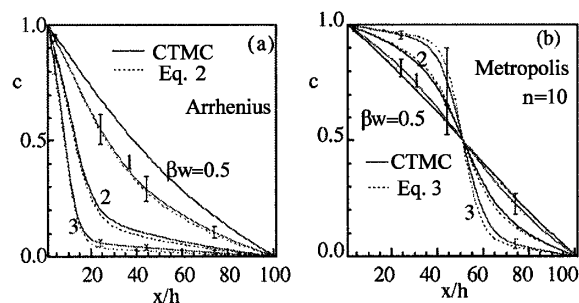 1.0
(a)
CTMC
Eq. 2
c
Arrhenius
0.5
1
βw=0.5
2
3
0.0
20 40 60 80 100
x/h
1.0
(b)
2
Metropolis
c
1
n=10
βw=0.5
0.5
CTMC
Eq. 3
3
0.0
20 40 60 80 100
x/h